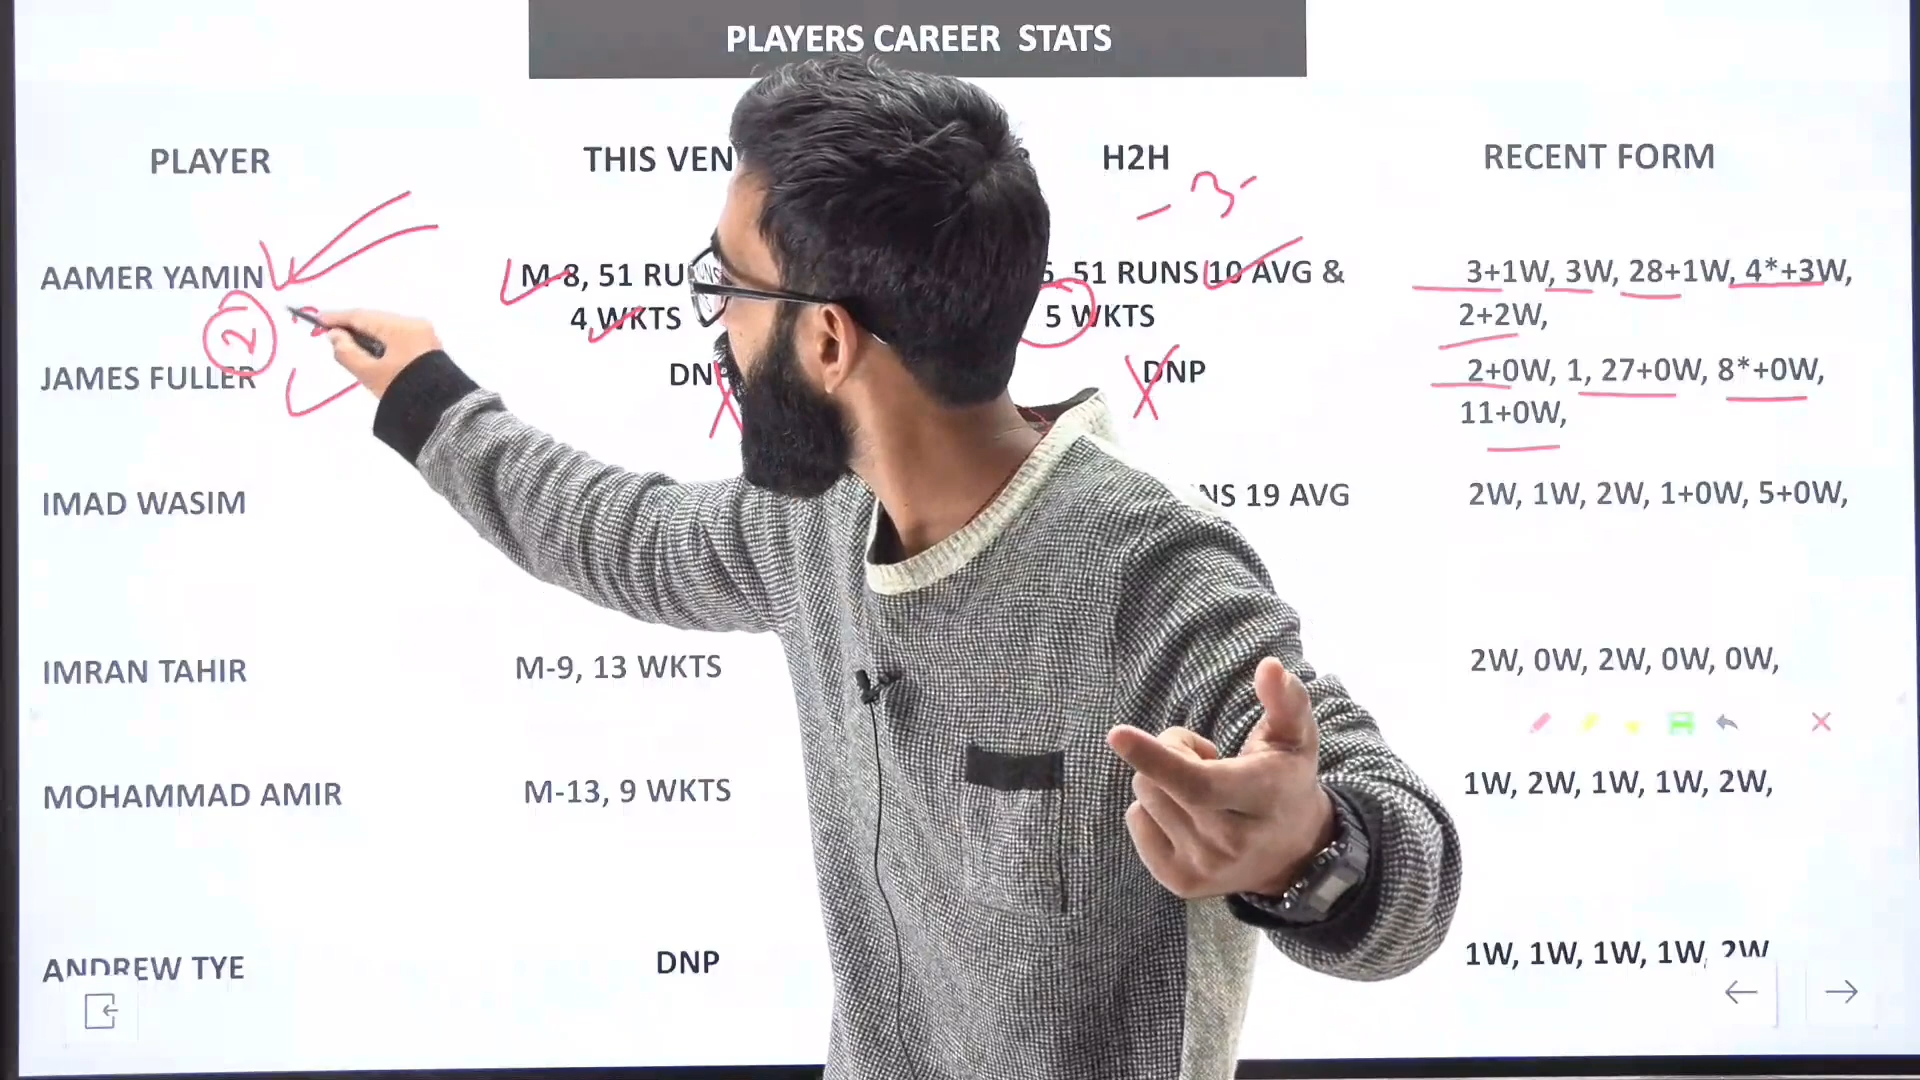 PLAYERS CAREER STATS
PLAYER THIS VEN H2H RECENT FORM
3
AAMER YAMIN M-8, 51 51 RUNS 10 AVG & 3+1W, 3W, 28+1W, 4*+3W,
4 WKTS 5 WKTS 2+2W,
2
JAMES FULLER DNP DNP 2+0W, 1, 27+0W, 8*+0W,
11+0W,
IMAD WASIM 19 AVG 2W, 1W, 2W, 1+0W, 5+0W,
IMRAN TAHIR M-9, 13 WKTS 2W, 0W, 2W, 0W, 0W,
MOHAMMAD AMIR M-13, 9 WKTS 1W, 2W, 1W, 1W, 2W,
ANDREW TYE DNP 1W, 1W, 1W, 1W, 2W